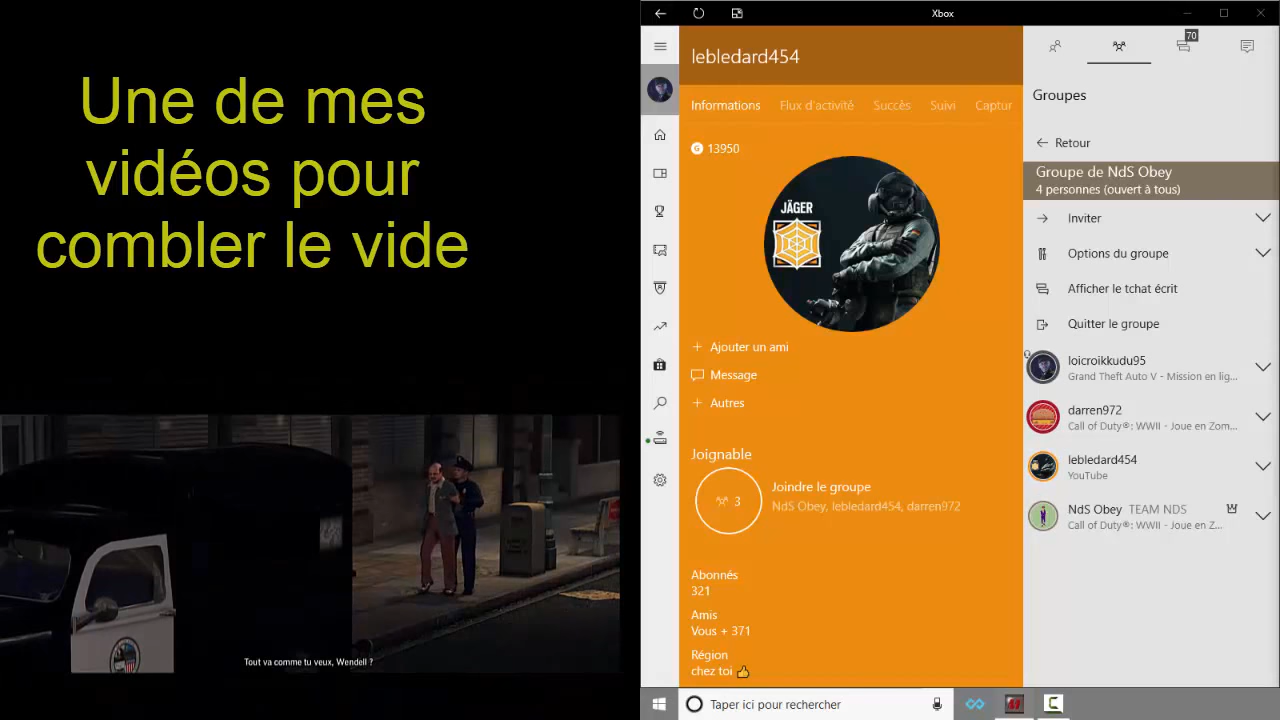 Une de mes
vidéos pour
combler le vide
Tout va comme tu veux, Wendell ?
Xbox
lebledard454
Informations Flux d'activité Succès Suivi Captur
G 13950
JÄGER
+ Ajouter un ami
Message
+ Autres
Joignable
3
Joindre le groupe
NdS Obey, lebledard454, darren972
Abonnés
321
Amis
Vous + 371
Région
chez toi 👍
70
Groupes
Retour
Groupe de NdS Obey
4 personnes (ouvert à tous)
Inviter
Options du groupe
Afficher le tchat écrit
Quitter le groupe
loicroikkudu95
Grand Theft Auto V - Mission en lig...
darren972
Call of Duty®: WWII - Joue en Zom...
lebledard454
YouTube
NdS Obey TEAM NDS
Call of Duty®: WWII - Joue en Z...
Taper ici pour rechercher